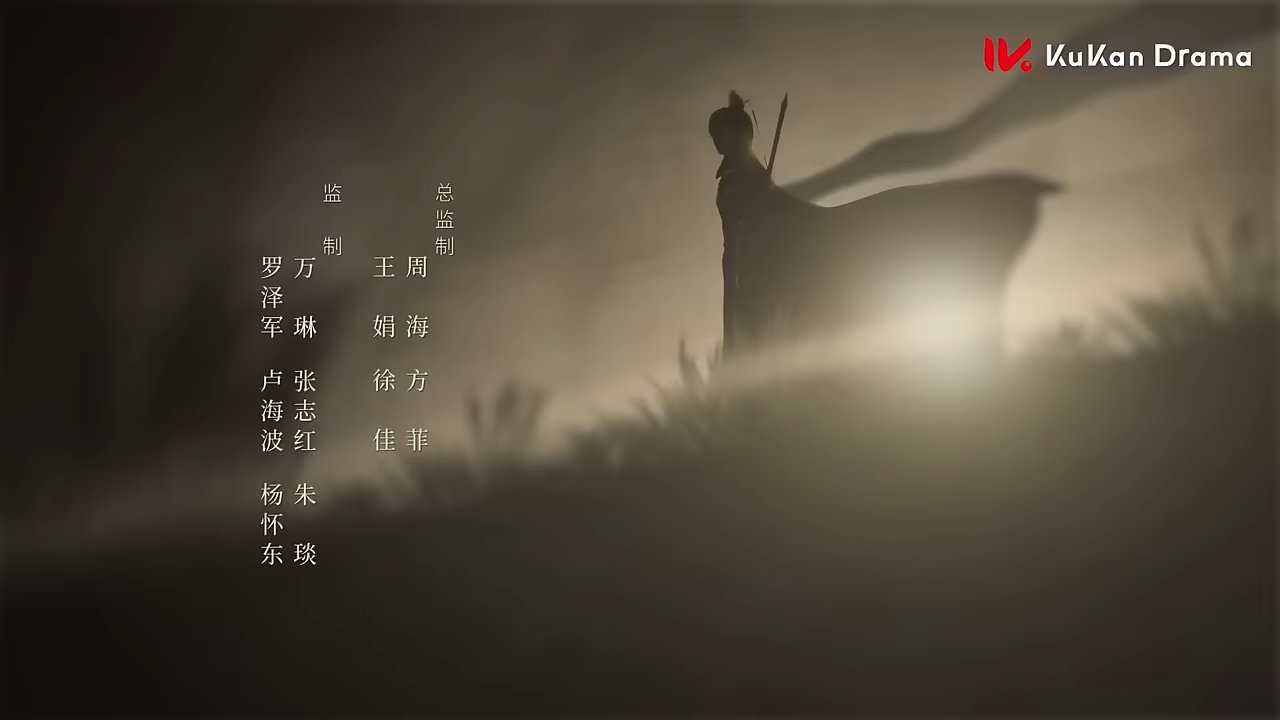 KuKan Drama
总监制
周海 方菲 
王娟 徐佳
监制
万琳 张志红 朱琰
罗泽军 卢海波 杨怀东